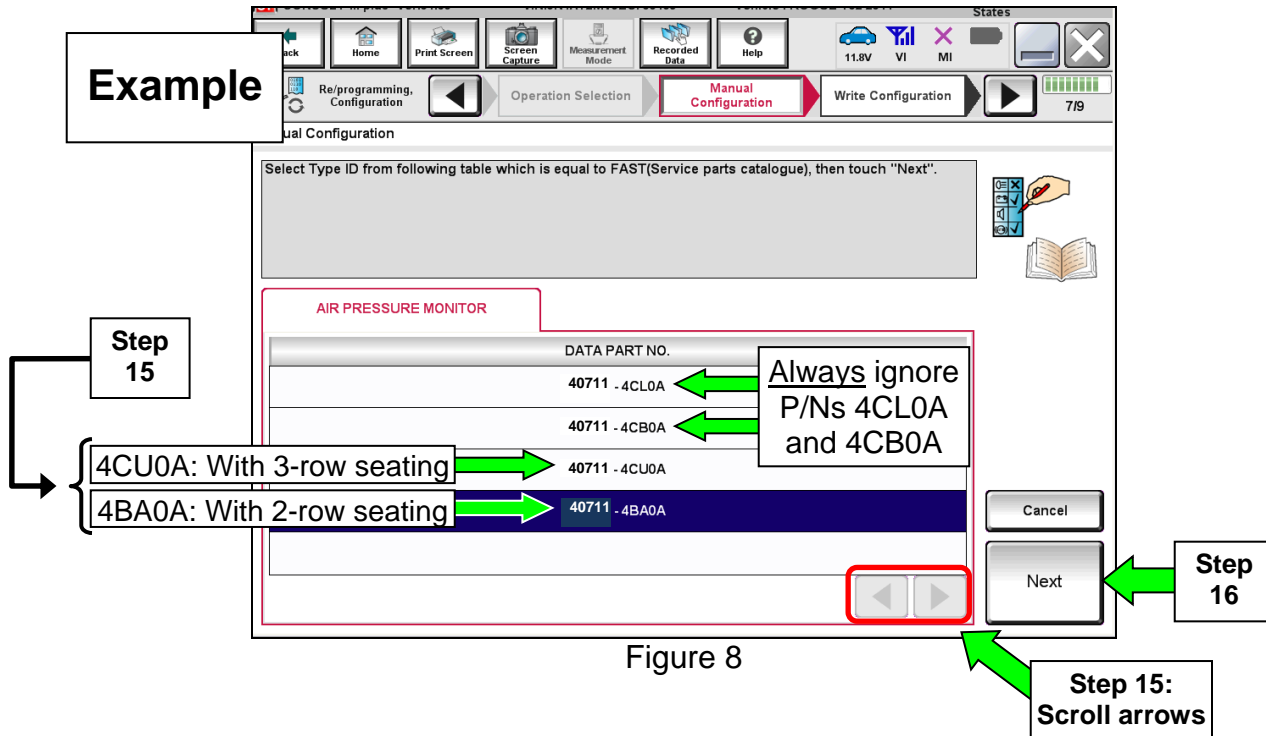 States
Example
Back
Home
Print Screen
Screen Capture
Measurement Mode
Recorded Data
Help
11.8V
VI
MI
Re/programming, Configuration
Operation Selection
Manual Configuration
Write Configuration
7/9
ual Configuration
Select Type ID from following table which is equal to FAST(Service parts catalogue), then touch "Next".
AIR PRESSURE MONITOR
DATA PART NO.
Step 15
40711 - 4CL0A
40711 - 4CB0A
Always ignore
P/Ns 4CL0A
and 4CB0A
4CU0A: With 3-row seating
40711 - 4CU0A
4BA0A: With 2-row seating
40711 - 4BA0A
Cancel
Next
Step 16
Figure 8
Step 15:
Scroll arrows